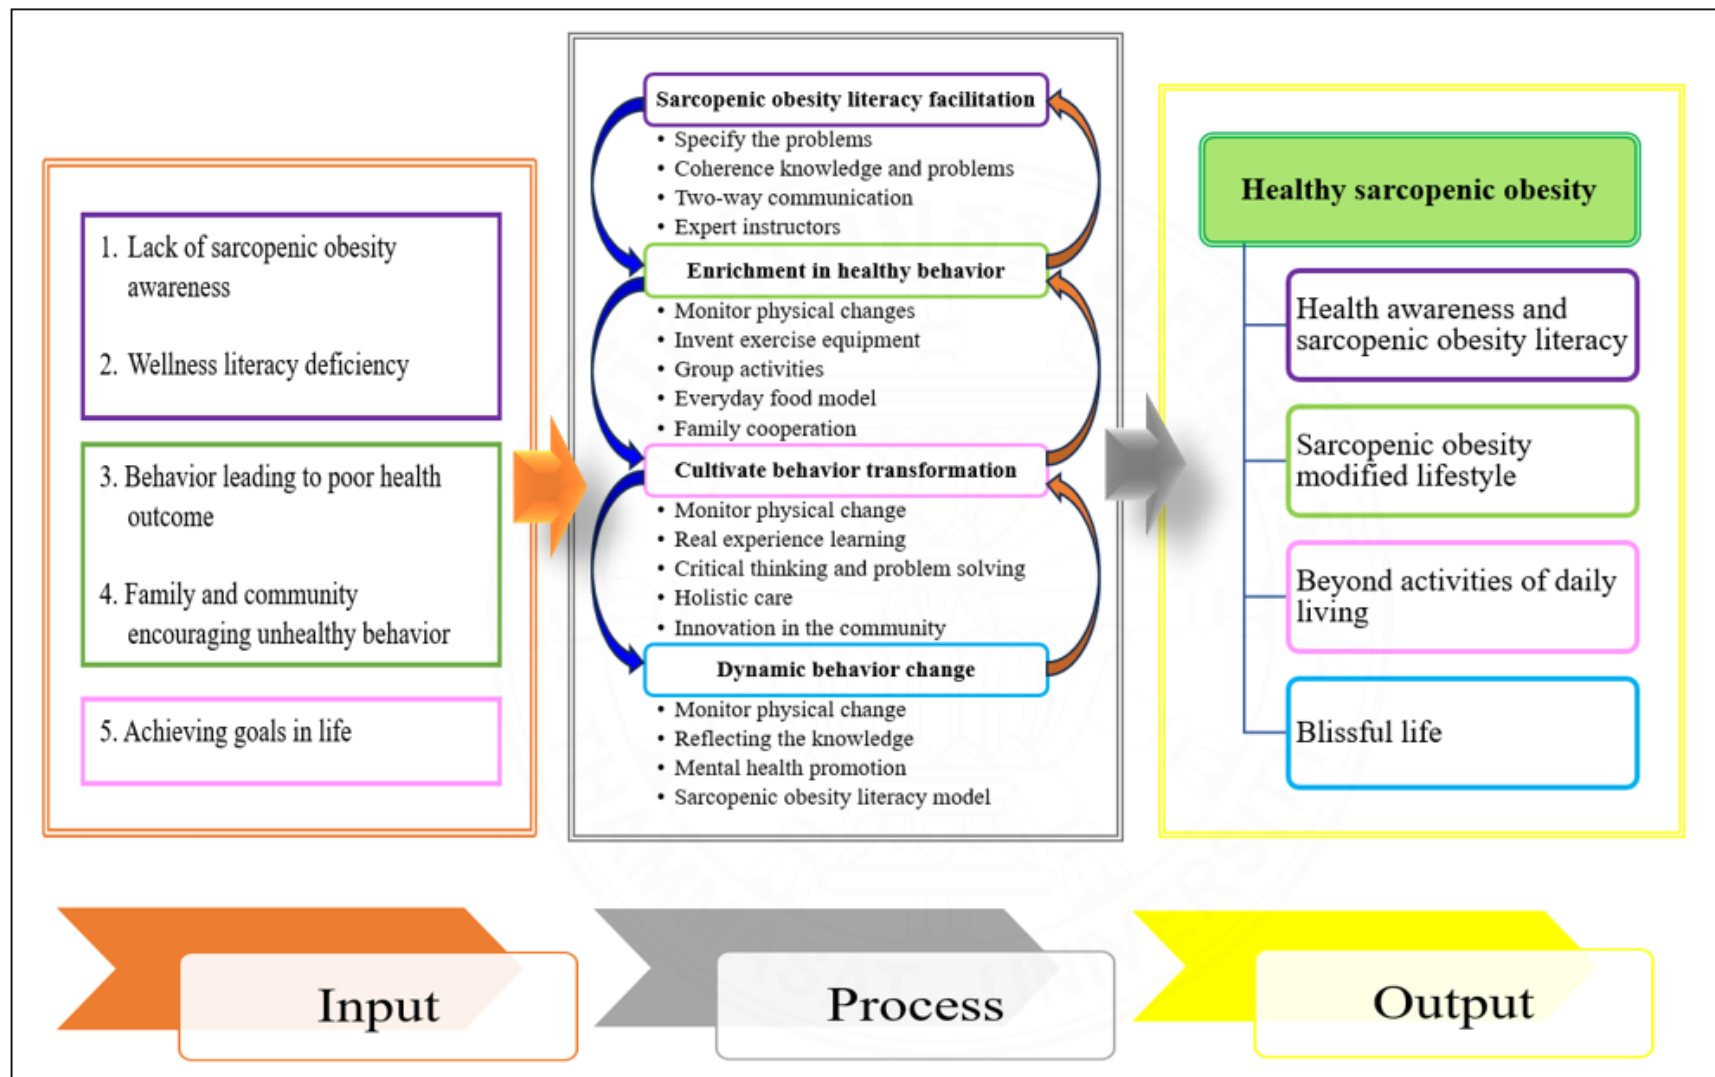 1. Lack of sarcopenic obesity
awareness
2. Wellness literacy deficiency
3. Behavior leading to poor health
outcome
4. Family and community
encouraging unhealthy behavior
5. Achieving goals in life
Sarcopenic obesity literacy facilitation
• Specify the problems
• Coherence knowledge and problems
• Two-way communication
• Expert instructors
Enrichment in healthy behavior
• Monitor physical changes
• Invent exercise equipment
• Group activities
• Everyday food model
• Family cooperation
Cultivate behavior transformation
• Monitor physical change
• Real experience learning
• Critical thinking and problem solving
• Holistic care
• Innovation in the community
Dynamic behavior change
• Monitor physical change
• Reflecting the knowledge
• Mental health promotion
• Sarcopenic obesity literacy model
Healthy sarcopenic obesity
Health awareness and
sarcopenic obesity literacy
Sarcopenic obesity
modified lifestyle
Beyond activities of daily
living
Blissful life
Input
Process
Output
THAMMASAT UNIVERSITY